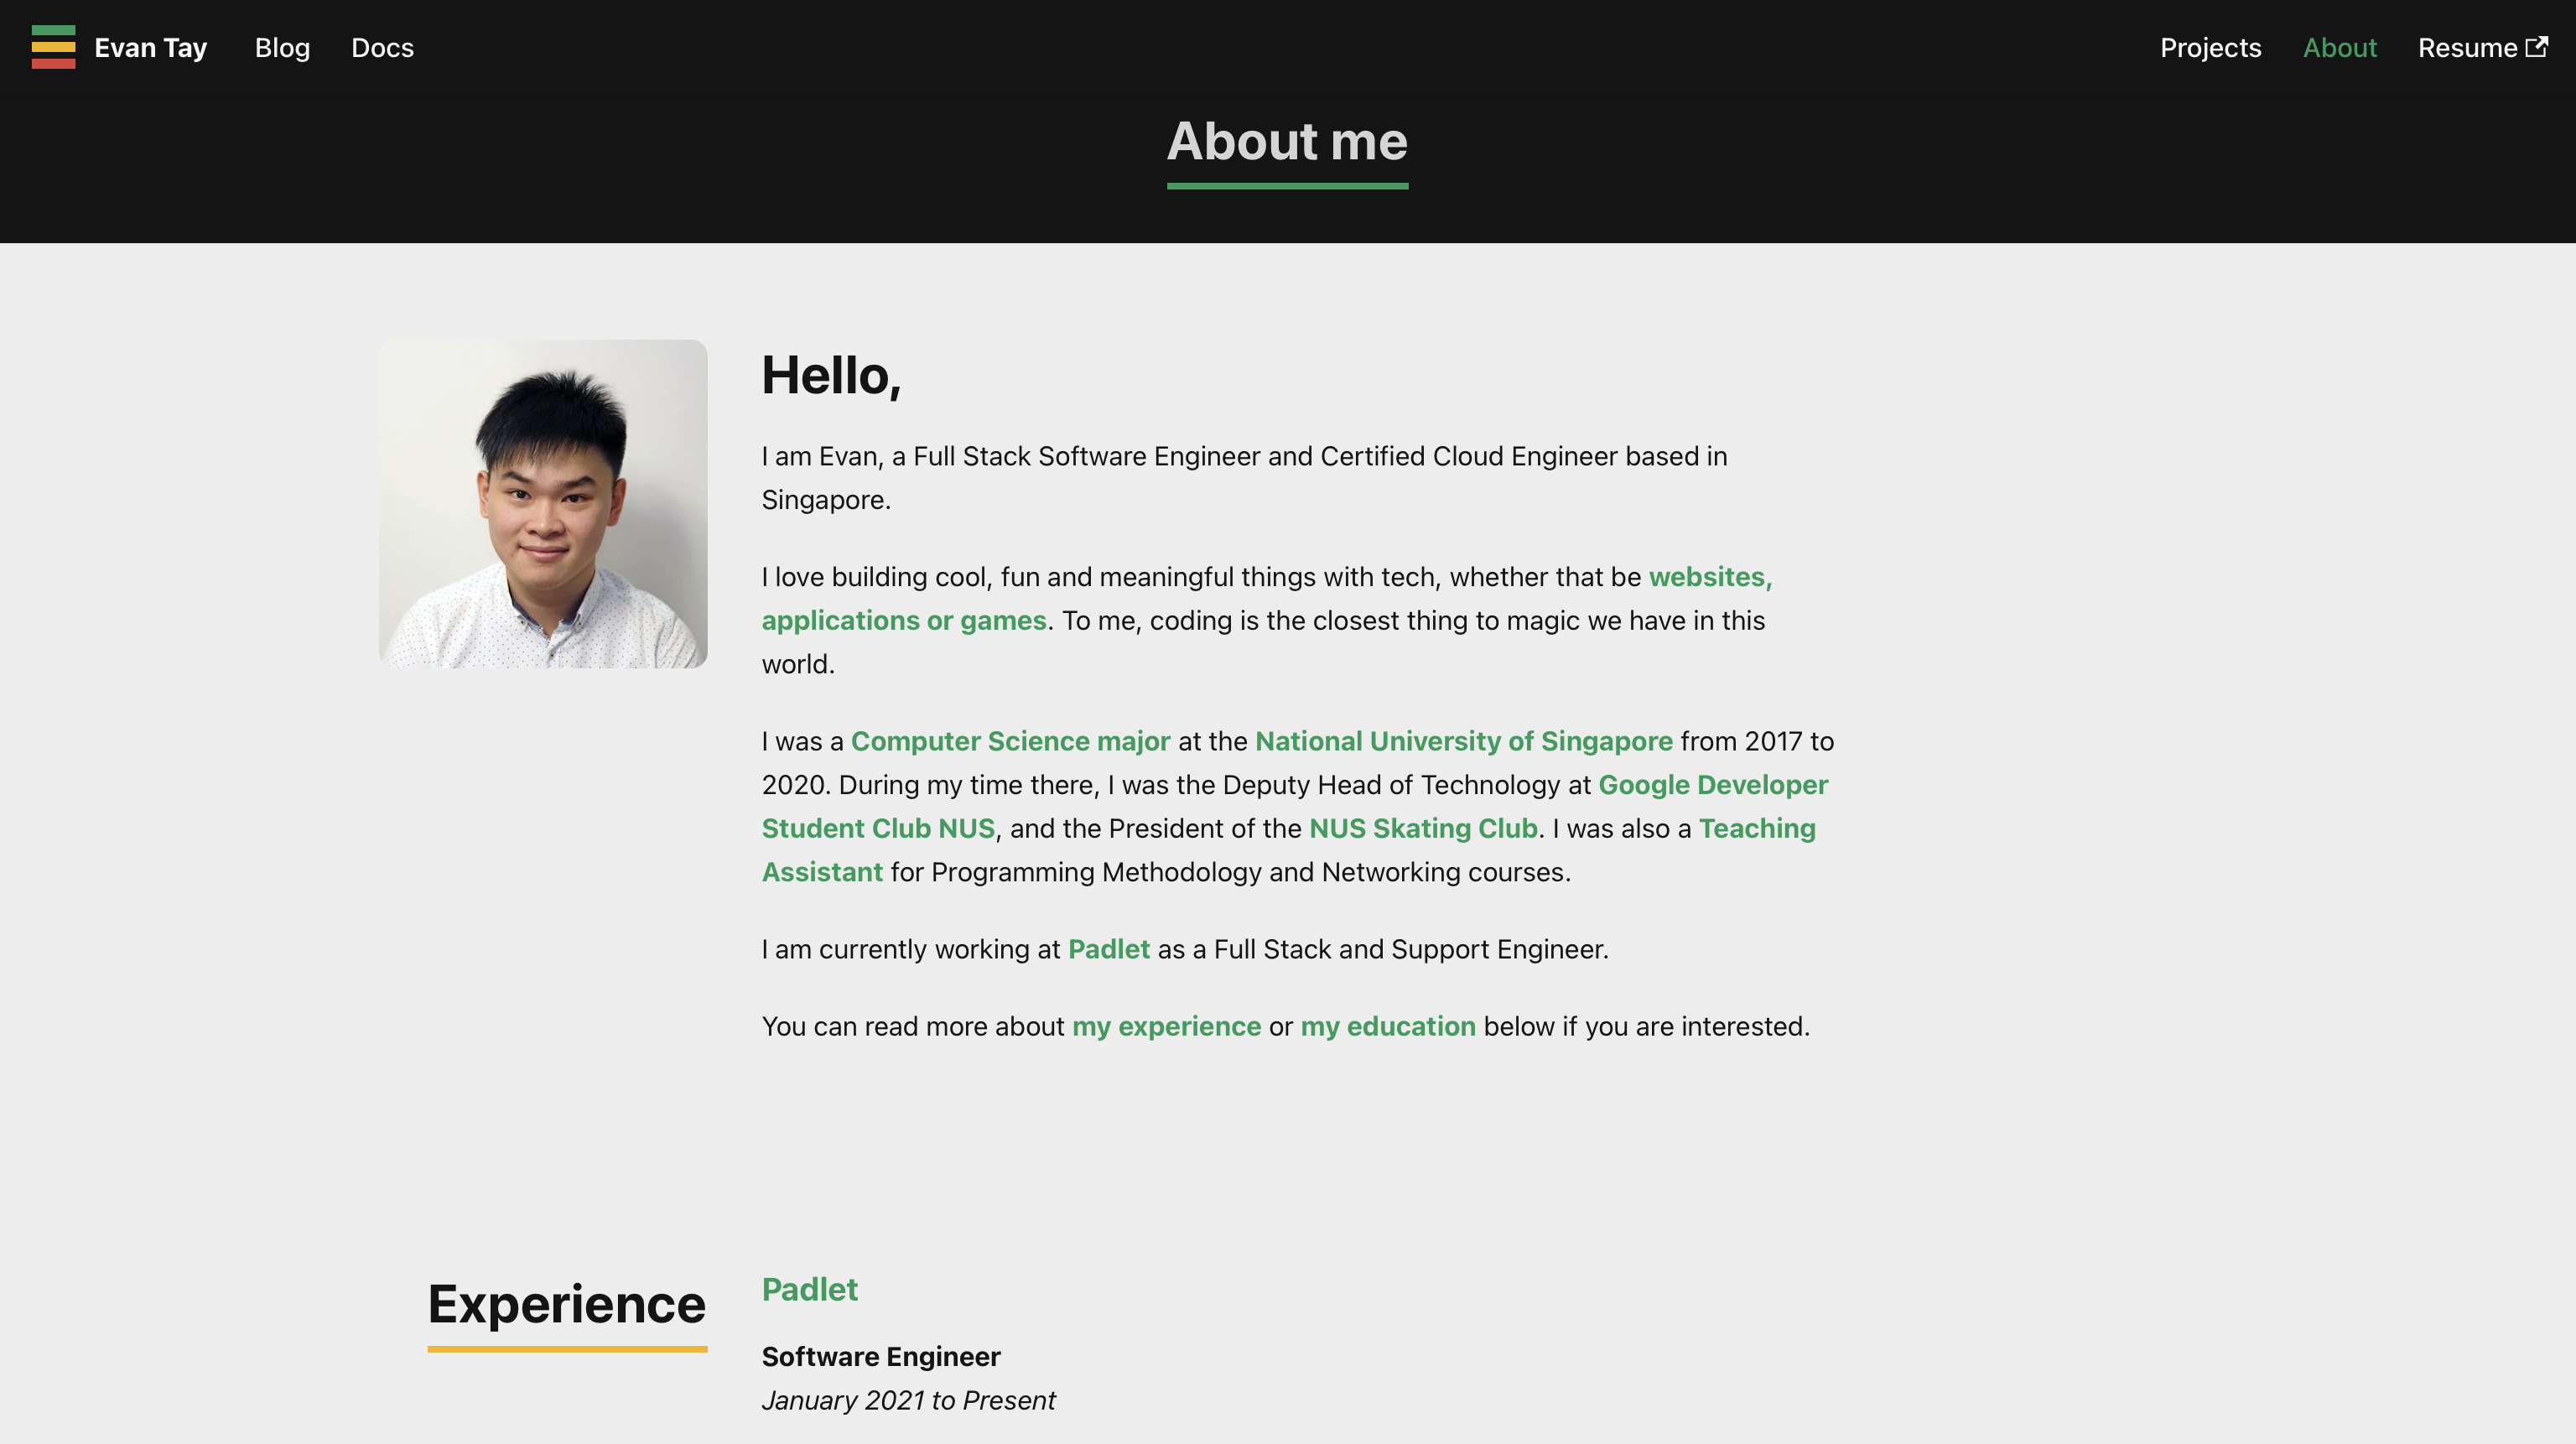 Evan Tay Blog Docs Projects About Resume
About me
Hello,
I am Evan, a Full Stack Software Engineer and Certified Cloud Engineer based in
Singapore.
I love building cool, fun and meaningful things with tech, whether that be websites,
applications or games. To me, coding is the closest thing to magic we have in this
world.
I was a Computer Science major at the National University of Singapore from 2017 to
2020. During my time there, I was the Deputy Head of Technology at Google Developer
Student Club NUS, and the President of the NUS Skating Club. I was also a Teaching
Assistant for Programming Methodology and Networking courses.
I am currently working at Padlet as a Full Stack and Support Engineer.
You can read more about my experience or my education below if you are interested.
Experience
Padlet
Software Engineer
January 2021 to Present